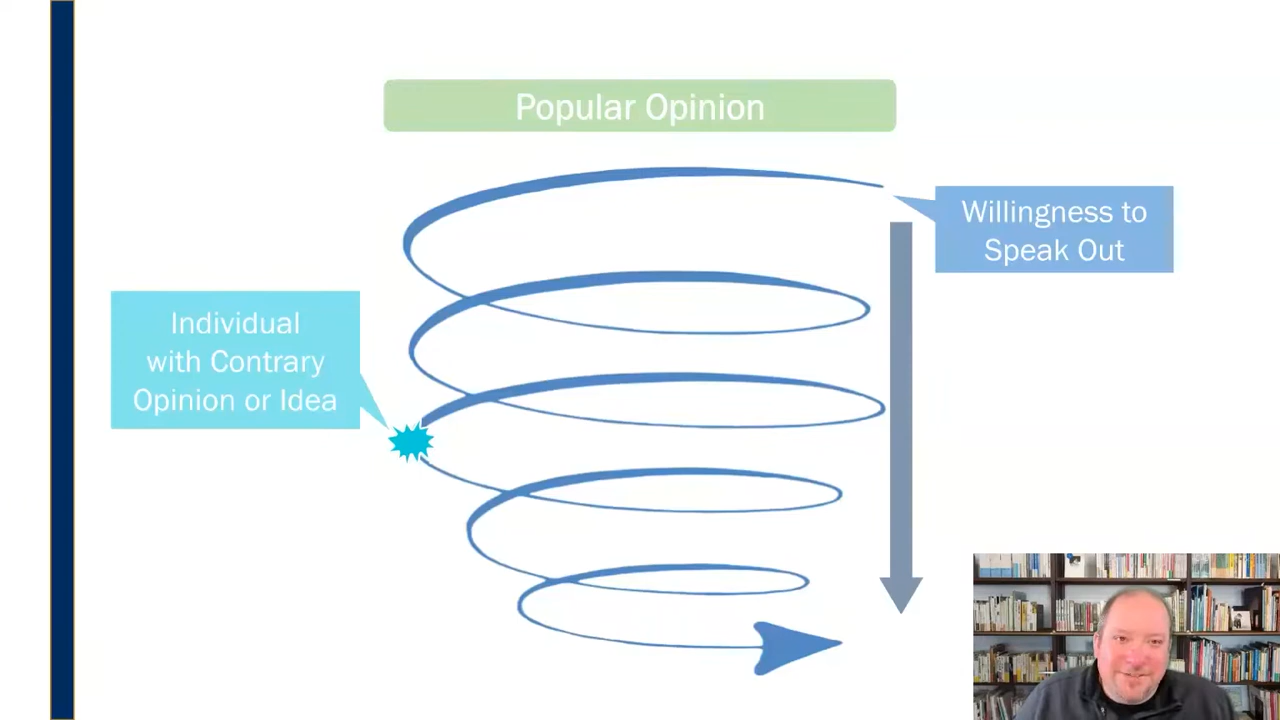 Popular Opinion
Willingness to
Speak Out
Individual
with Contrary
Opinion or Idea